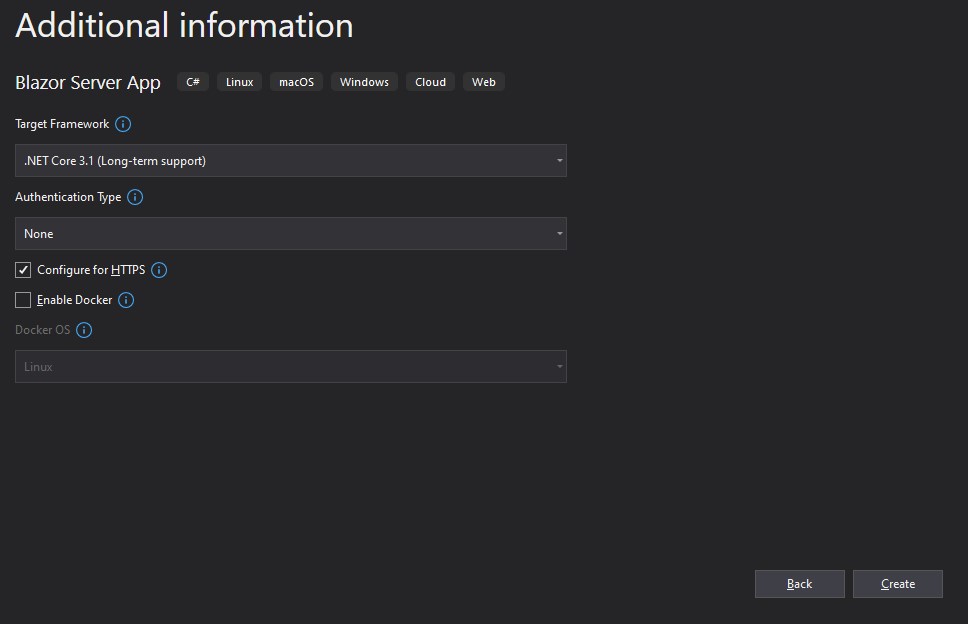 Additional information
Blazor Server App C# Linux macOS Windows Cloud Web
Target Framework
.NET Core 3.1 (Long-term support)
Authentication Type
None
Configure for HTTPS
Enable Docker
Docker OS
Linux
Back Create